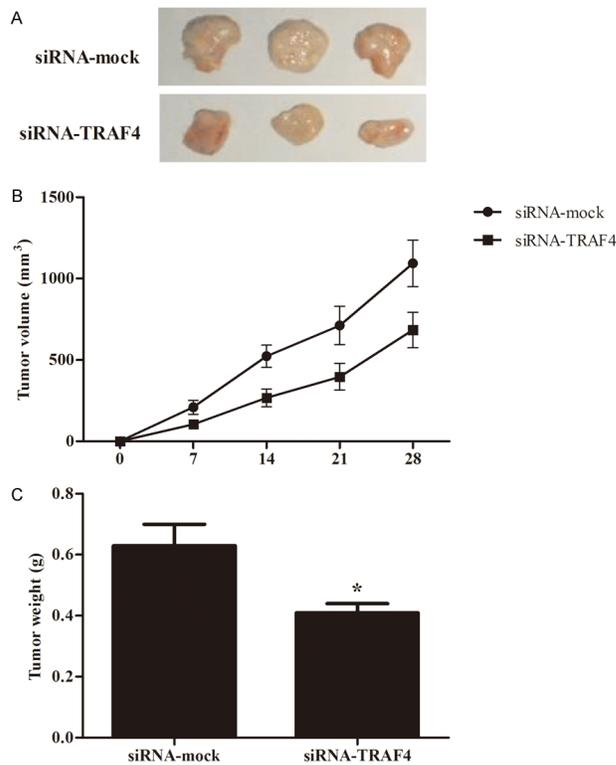 A
siRNA-mock
siRNA-TRAF4
B
Tumor volume (mm³)
1500
1000
500
0
0 7 14 21 28
siRNA-mock
siRNA-TRAF4
C
Tumor weight (g)
0.8
0.6
0.4
0.2
0.0
*
siRNA-mock siRNA-TRAF4